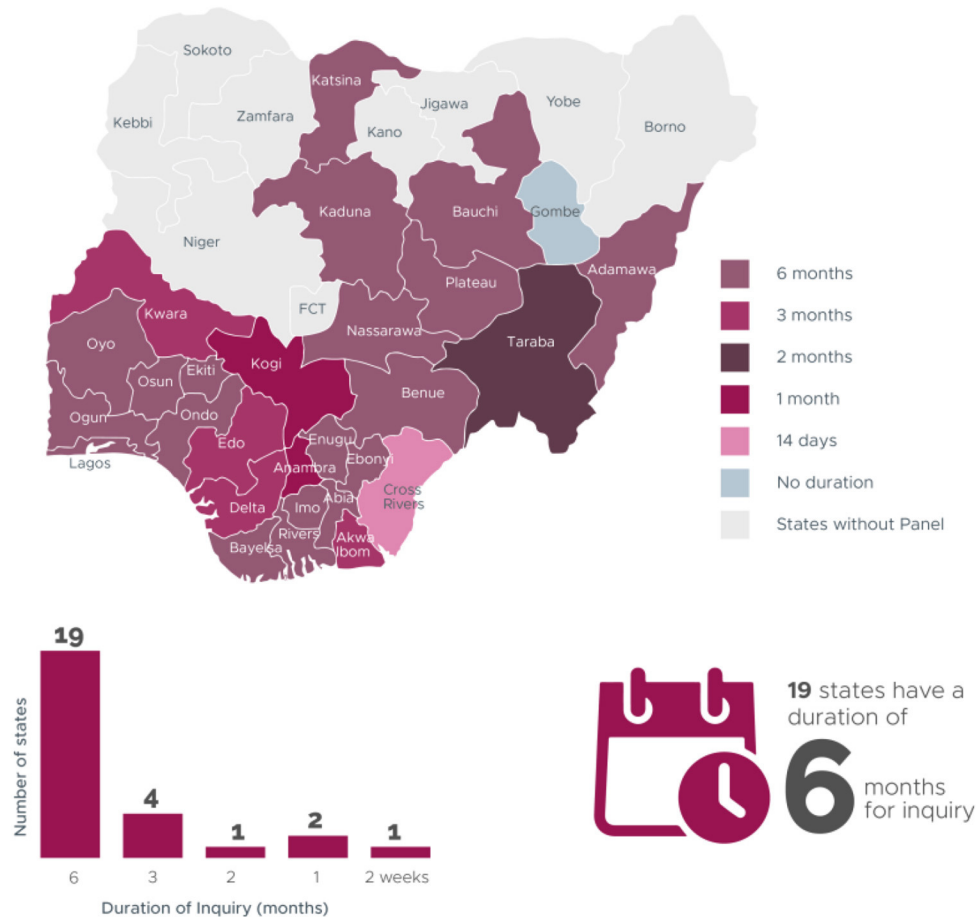 Sokoto
Katsina
Kebbi
Zamfara
Jigawa
Kano
Yobe
Borno
Niger
Kaduna
Bauchi
Gombe
FCT
Plateau
Adamawa
Kwara
Nassarawa
Taraba
Oyo
Kogi
Osun
Ekiti
Benue
Ogun
Ondo
Edo
Enugu
Ebonyi
Lagos
Anambra
Cross
Rivers
Delta
Imo
Abia
Bayelsa
Rivers
Akwa
Ibom
6 months
3 months
2 months
1 month
14 days
No duration
States without Panel
Number of states
19
4
1
2
1
6
3
2
1
2 weeks
Duration of Inquiry (months)
19 states have a
duration of
6
months
for inquiry